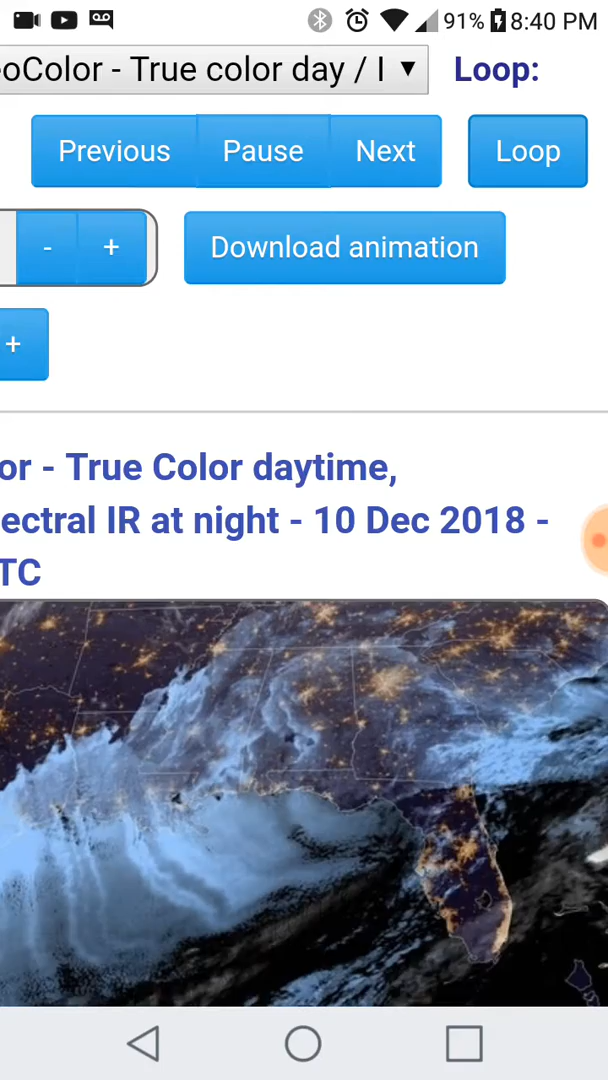 91% 8:40 PM
oColor - True color day / I ▼ Loop:
Previous Pause Next Loop
- + Download animation
+
or - True Color daytime,
ectral IR at night - 10 Dec 2018 -
TC